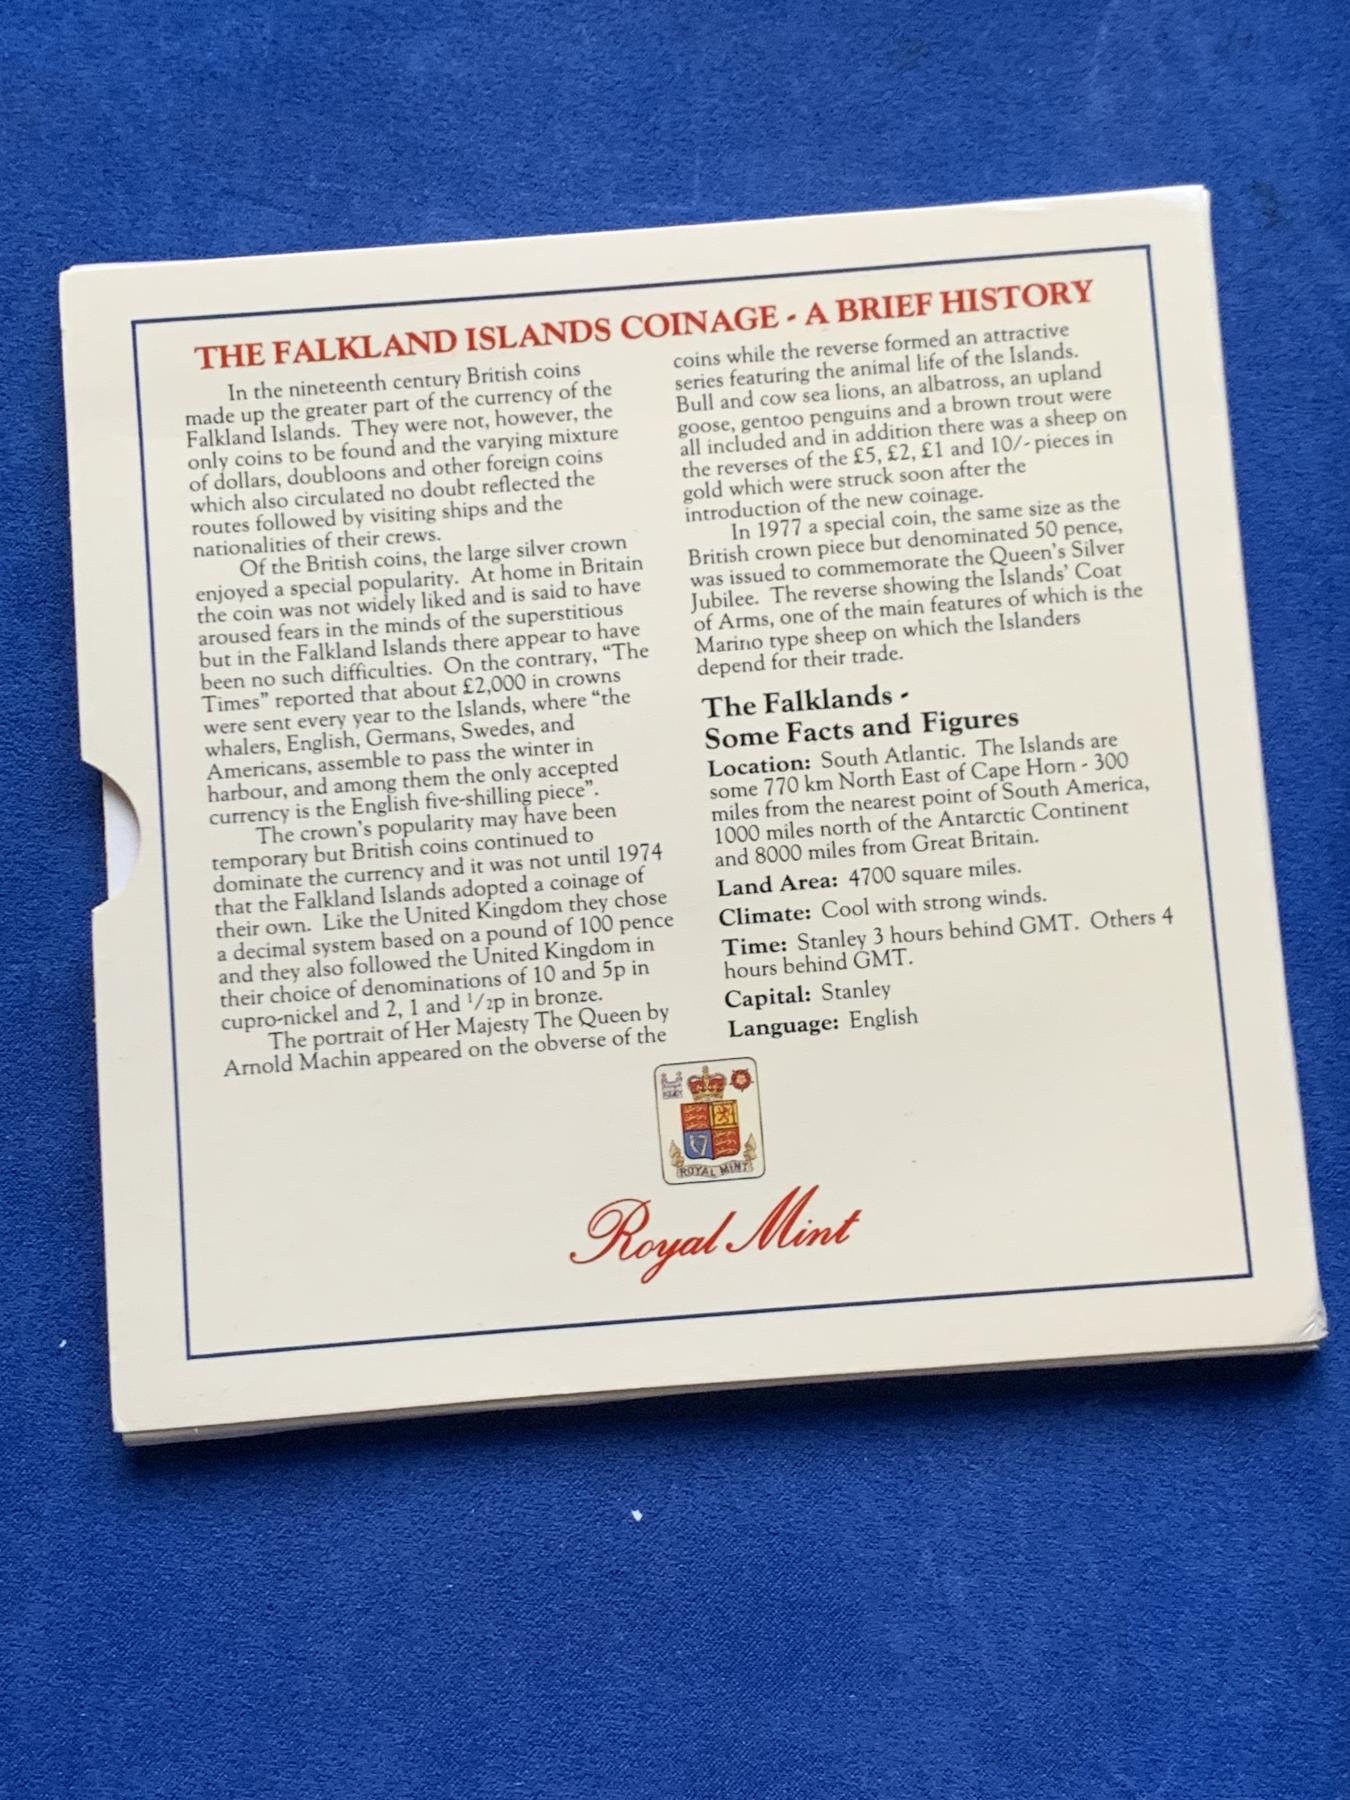 THE FALKLAND ISLANDS COINAGE - A BRIEF HISTORY
In the nineteenth century British coins
made up the greater part of the currency of the
Falkland Islands. They were not, however, the
only coins to be found and the varying mixture
of dollars, doubloons and other foreign coins
which also circulated no doubt reflected the
routes followed by visiting ships and the
nationalities of their crews.
Of the British coins, the large silver crown
enjoyed a special popularity. At home in Britain
the coin was not widely liked and is said to have
aroused fears in the minds of the superstitious
but in the Falkland Islands there appear to have
been no such difficulties. On the contrary, “The
Times” reported that about £2,000 in crowns
were sent every year to the Islands, where “the
whalers, English, Germans, Swedes, and
Americans, assemble to pass the winter in
harbour, and among them the only accepted
currency is the English five-shilling piece”.
The crown's popularity may have been
temporary but British coins continued to
dominate the currency and it was not until 1974
that the Falkland Islands adopted a coinage of
their own. Like the United Kingdom they chose
a decimal system based on a pound of 100 pence
and they also followed the United Kingdom in
their choice of denominations of 10 and 5p in
cupro-nickel and 2, 1 and 1/2p in bronze.
The portrait of Her Majesty The Queen by
Arnold Machin appeared on the obverse of the
coins while the reverse formed an attractive
series featuring the animal life of the Islands.
Bull and cow sea lions, an albatross, an upland
goose, gentoo penguins and a brown trout were
all included and in addition there was a sheep on
the reverses of the £5, £2, £1 and 10/- pieces in
gold which were struck soon after the
introduction of the new coinage.
In 1977 a special coin, the same size as the
British crown piece but denominated 50 pence,
was issued to commemorate the Queen's Silver
Jubilee. The reverse showing the Islands' Coat
of Arms, one of the main features of which is the
Marino type sheep on which the Islanders
depend for their trade.
The Falklands -
Some Facts and Figures
Location: South Atlantic. The Islands are
some 770 km North East of Cape Horn - 300
miles from the nearest point of South America,
1000 miles north of the Antarctic Continent
and 8000 miles from Great Britain.
Land Area: 4700 square miles.
Climate: Cool with strong winds.
Time: Stanley 3 hours behind GMT. Others 4
hours behind GMT.
Capital: Stanley
Language: English
ROYAL MINT
Royal Mint